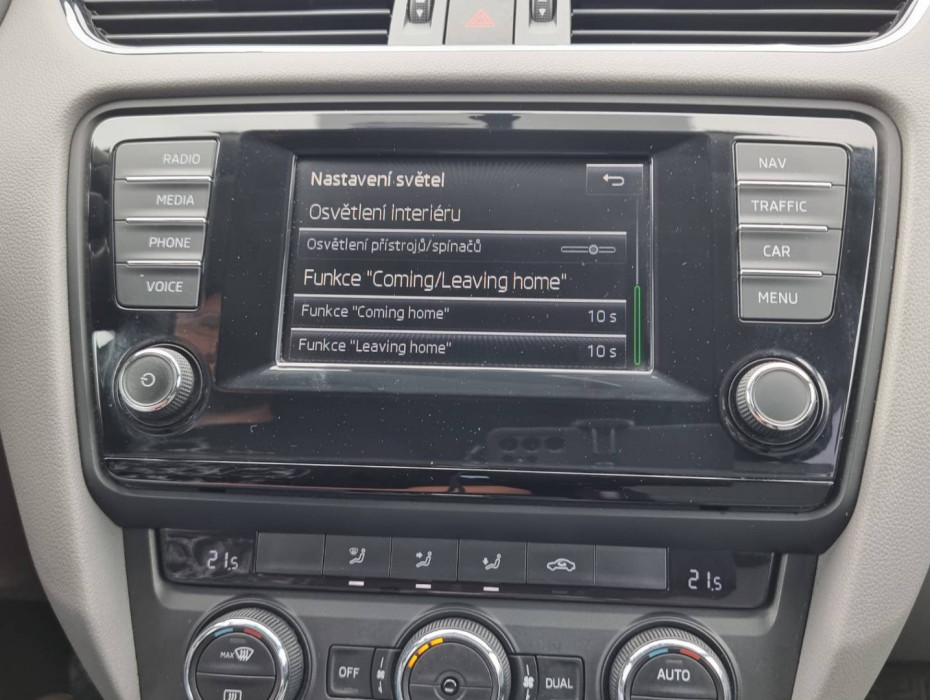 RADIO
MEDIA
PHONE
VOICE
Nastavení světel
Osvětlení interiéru
Osvětlení přístrojů/spínačů
Funkce "Coming/Leaving home"
Funkce "Coming home" 10 s
Funkce "Leaving home" 10 s
NAV
TRAFFIC
CAR
MENU
21.5
21.5
MAX
OFF
DUAL
AUTO